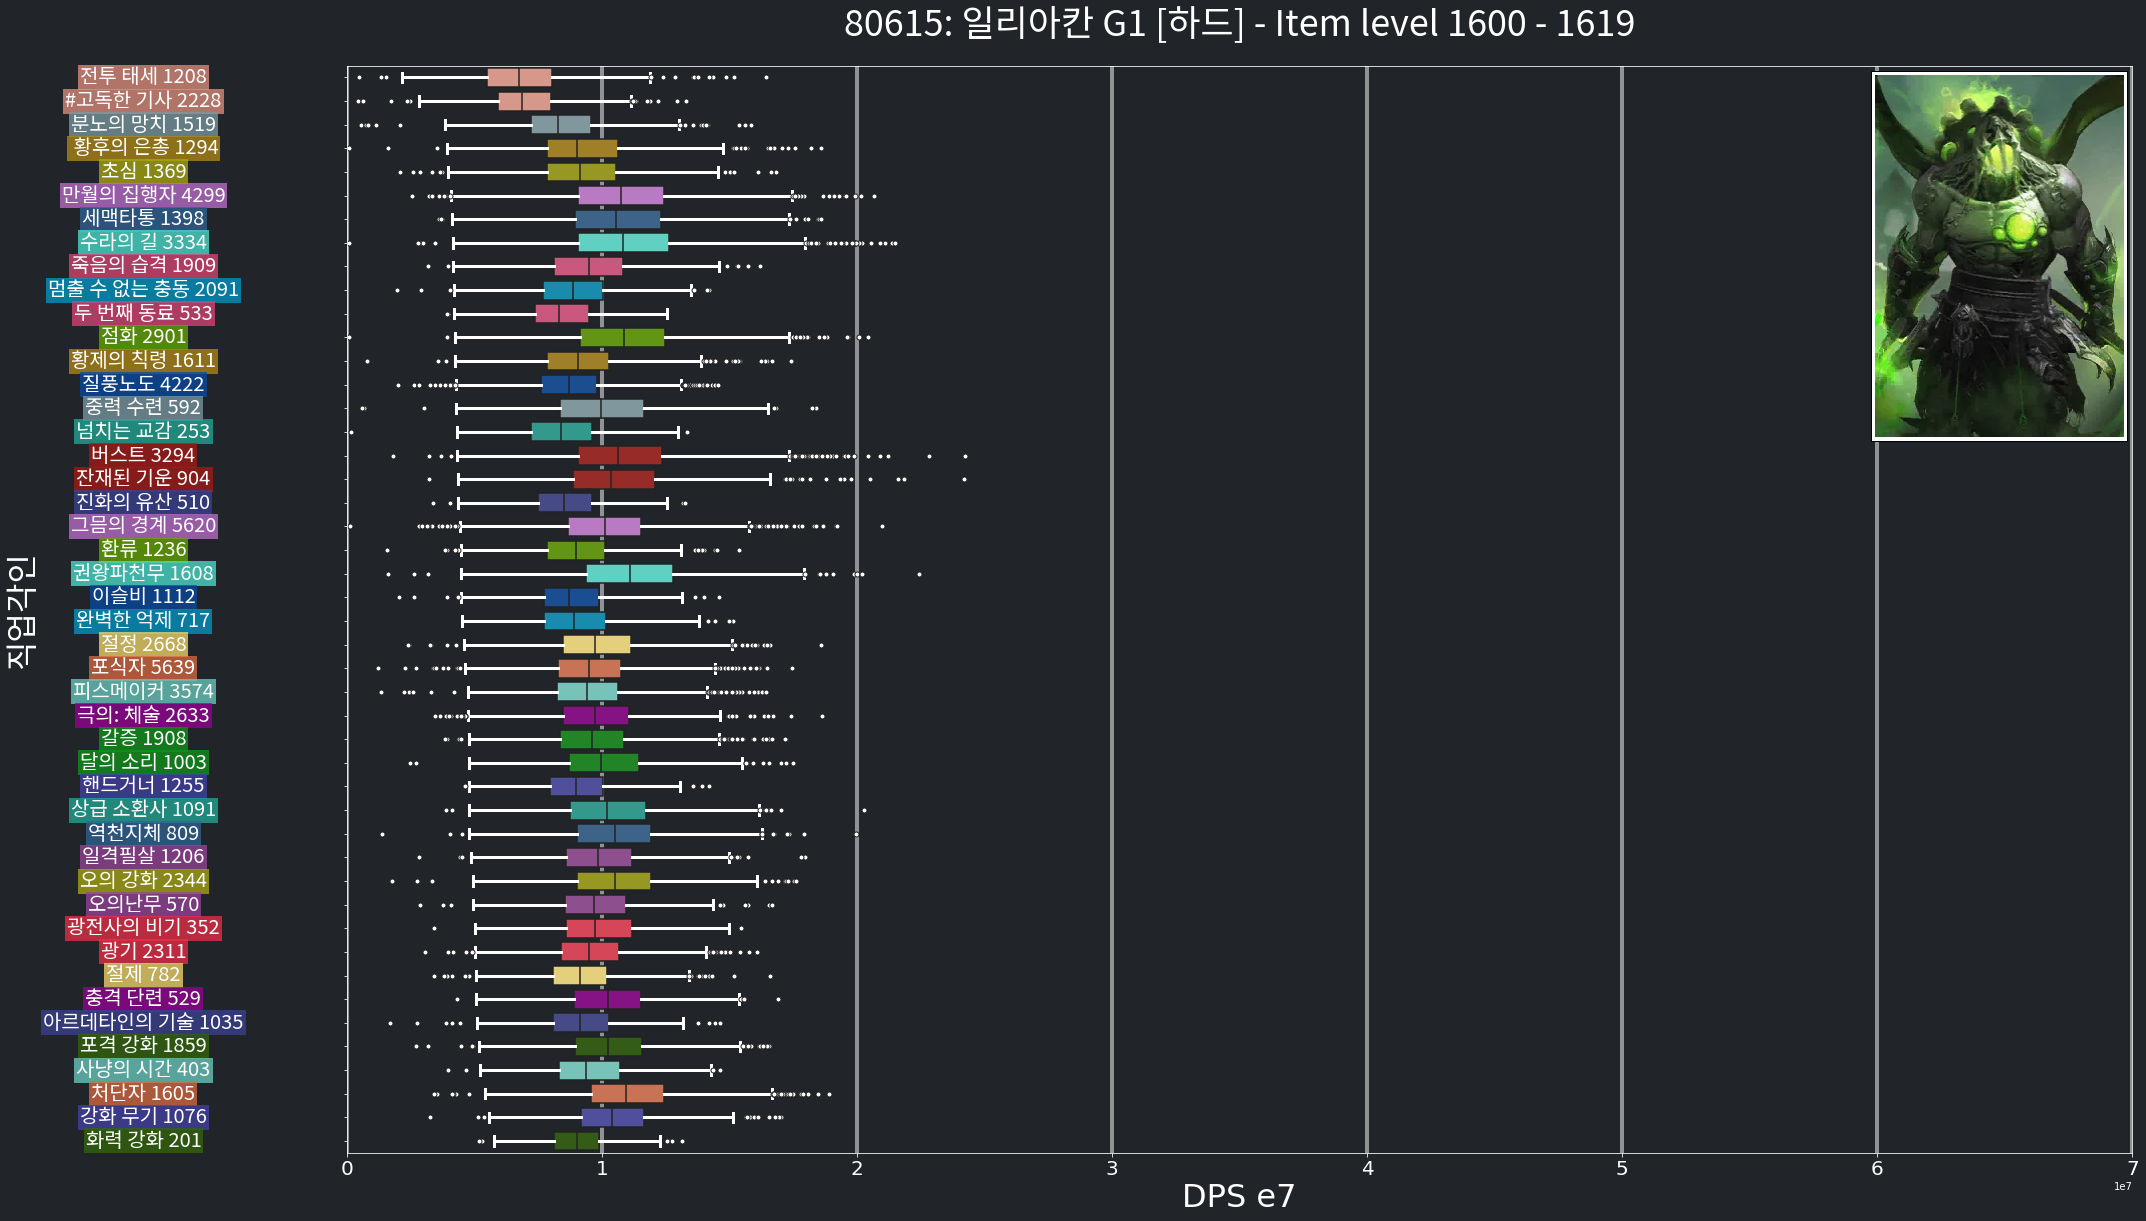 80615: 일리아칸 G1 [하드] - Item level 1600 - 1619
직업각인
전투 태세 1208
#고독한 기사 2228
분노의 망치 1519
황후의 은총 1294
초심 1369
만월의 집행자 4299
세맥타통 1398
수라의 길 3334
죽음의 습격 1909
멈출 수 없는 충동 2091
두 번째 동료 533
점화 2901
황제의 칙령 1611
질풍노도 4222
중력 수련 592
넘치는 교감 253
버스트 3294
잔재된 기운 904
진화의 유산 510
그믐의 경계 5620
환류 1236
권왕파천무 1608
이슬비 1112
완벽한 억제 717
절정 2668
포식자 5639
피스메이커 3574
극의: 체술 2633
갈증 1908
달의 소리 1003
핸드거너 1255
상급 소환사 1091
역천지체 809
일격필살 1206
오의 강화 2344
오의난무 570
광전사의 비기 352
광기 2311
절제 782
충격 단련 529
아르데타인의 기술 1035
포격 강화 1859
사냥의 시간 403
처단자 1605
강화 무기 1076
화력 강화 201
0 1 2 3 4 5 6 7
1e7
DPS e7